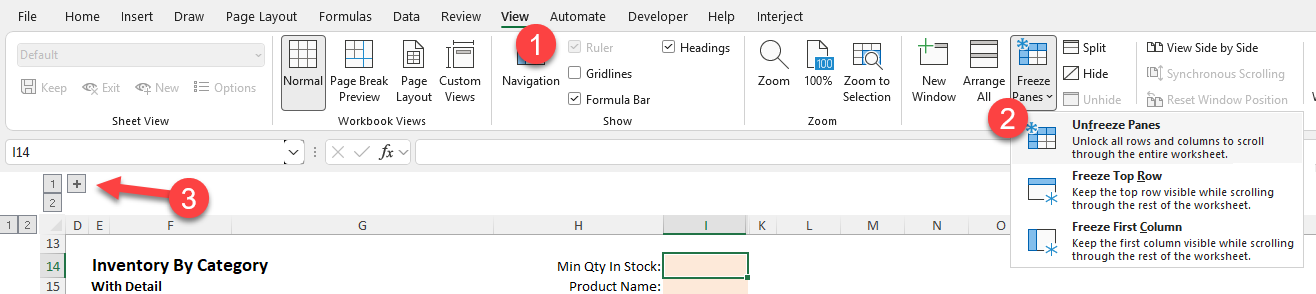 File Home Insert Draw Page Layout Formulas Data Review View Automate Developer Help Interject
1
Default
Keep Exit New Options
Sheet View
Normal
Page Break
Preview
Page
Layout
Custom
Views
Workbook Views
Navigation
Ruler
Gridlines
Formula Bar
Headings
Show
Zoom
100
100%
Zoom to
Selection
Zoom
New
Window
Arrange
All
Freeze
Panes
Split
Hide
Unhide
View Side by Side
Synchronous Scrolling
Reset Window Position
2
Unfreeze Panes
Unlock all rows and columns to scroll
through the entire worksheet.
Freeze Top Row
Keep the top row visible while scrolling
through the rest of the worksheet.
Freeze First Column
Keep the first column visible while scrolling
through the rest of the worksheet.
I14 fx
1 +
2
3
1 2 D E F G H I K L M N O
13
14 Inventory By Category Min Qty In Stock:
15 With Detail Product Name: